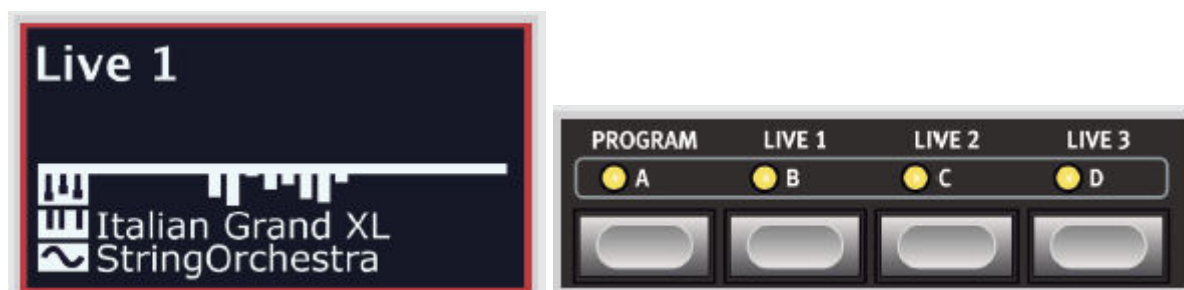 Live 1
Italian Grand XL
StringOrchestra
PROGRAM LIVE 1 LIVE 2 LIVE 3
A B C D